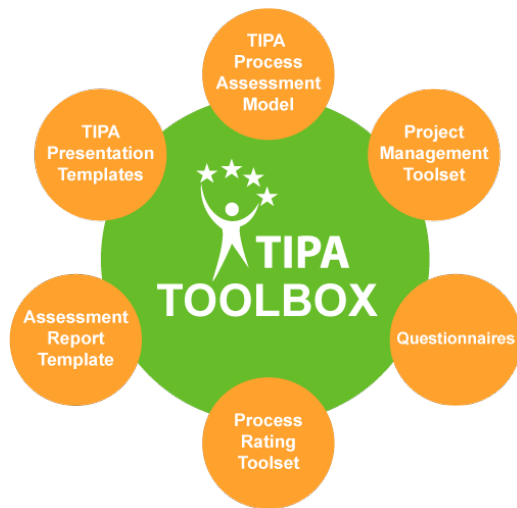 TIPA
Process
Assessment
Model
Project
Management
Toolset
Questionnaires
Process
Rating
Toolset
Assessment
Report
Template
TIPA
Presentation
Templates
TIPA
TOOLBOX